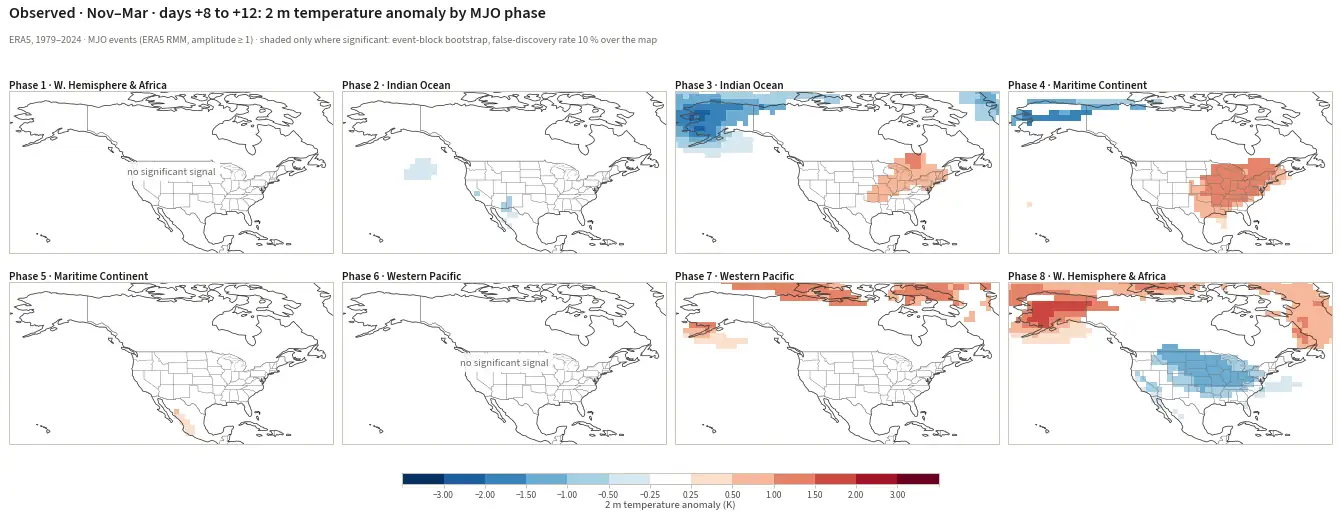 Observed · Nov–Mar · days +8 to +12: 2 m temperature anomaly by MJO phase
ERA5, 1979–2024 · MJO events (ERA5 RMM, amplitude ≥ 1) · shaded only where significant: event-block bootstrap, false-discovery rate 10 % over the map
Phase 1 · W. Hemisphere & Africa
Phase 2 · Indian Ocean
Phase 3 · Indian Ocean
Phase 4 · Maritime Continent
no significant signal
Phase 5 · Maritime Continent
Phase 6 · Western Pacific
Phase 7 · Western Pacific
Phase 8 · W. Hemisphere & Africa
no significant signal
−3.00 −2.00 −1.50 −1.00 −0.50 −0.25 0.25 0.50 1.00 1.50 2.00 3.00
2 m temperature anomaly (K)